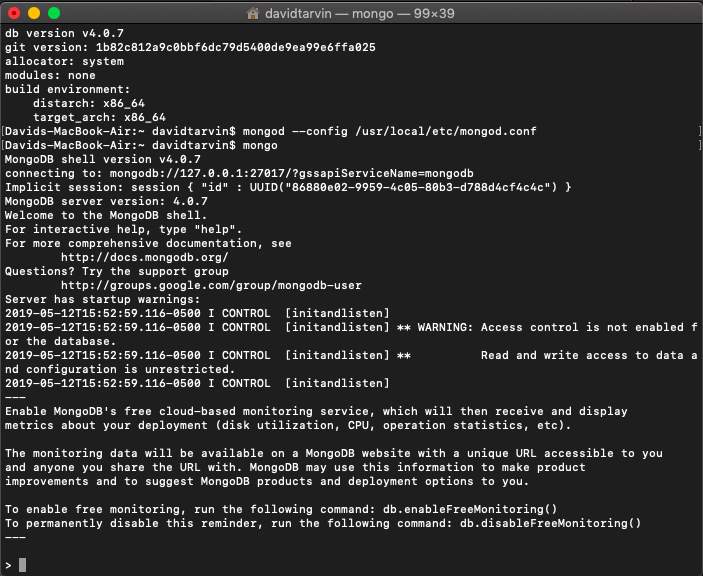 davidtarvin — mongo — 99×39
db version v4.0.7
git version: 1b82c812a9c0bbf6dc79d5400de9ea99e6ffa025
allocator: system
modules: none
build environment:
    distarch: x86_64
    target_arch: x86_64
[Davids-MacBook-Air:~ davidtarvin$ mongod --config /usr/local/etc/mongod.conf ]
[Davids-MacBook-Air:~ davidtarvin$ mongo ]
MongoDB shell version v4.0.7
connecting to: mongodb://127.0.0.1:27017/?gssapiServiceName=mongodb
Implicit session: session { "id" : UUID("86880e02-9959-4c05-80b3-d788d4cf4c4c") }
MongoDB server version: 4.0.7
Welcome to the MongoDB shell.
For interactive help, type "help".
For more comprehensive documentation, see
        http://docs.mongodb.org/
Questions? Try the support group
        http://groups.google.com/group/mongodb-user
Server has startup warnings:
2019-05-12T15:52:59.116-0500 I CONTROL  [initandlisten]
2019-05-12T15:52:59.116-0500 I CONTROL  [initandlisten] ** WARNING: Access control is not enabled f
or the database.
2019-05-12T15:52:59.116-0500 I CONTROL  [initandlisten] **          Read and write access to data a
nd configuration is unrestricted.
2019-05-12T15:52:59.116-0500 I CONTROL  [initandlisten]
---
Enable MongoDB's free cloud-based monitoring service, which will then receive and display
metrics about your deployment (disk utilization, CPU, operation statistics, etc).

The monitoring data will be available on a MongoDB website with a unique URL accessible to you
and anyone you share the URL with. MongoDB may use this information to make product
improvements and to suggest MongoDB products and deployment options to you.

To enable free monitoring, run the following command: db.enableFreeMonitoring()
To permanently disable this reminder, run the following command: db.disableFreeMonitoring()
---

>